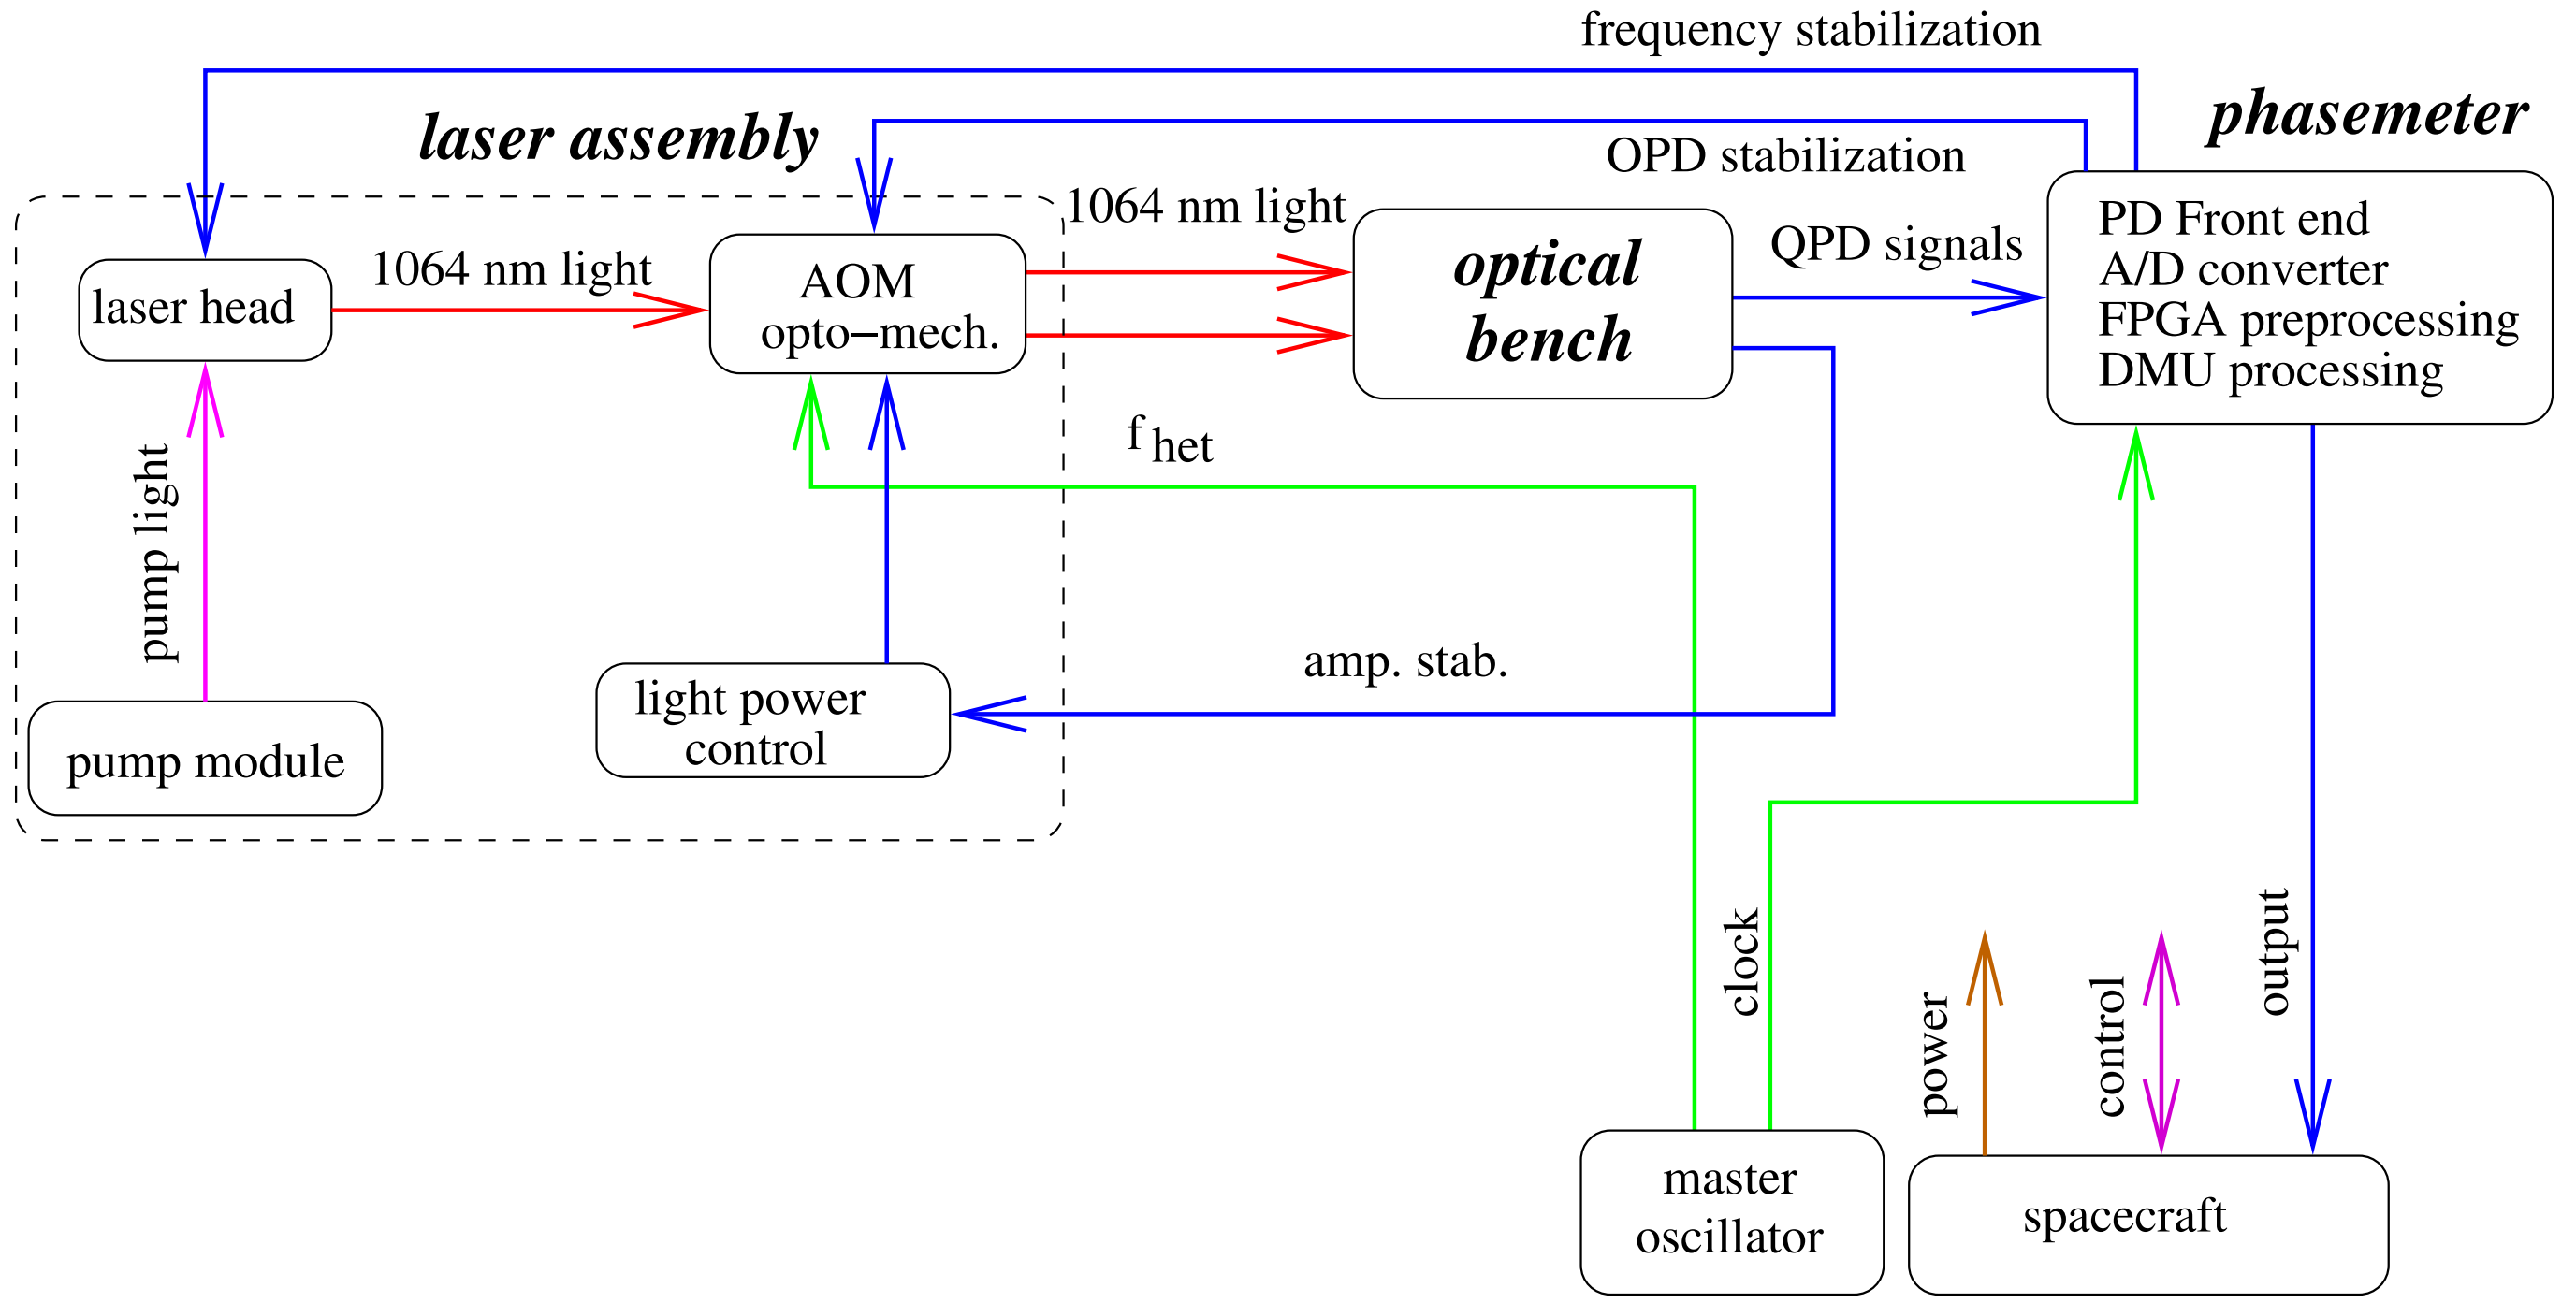 frequency stabilization
laser assembly
phasemeter
OPD stabilization
1064 nm light
1064 nm light
QPD signals
laser head
AOM
opto−mech.
optical
bench
PD Front end
A/D converter
FPGA preprocessing
DMU processing
f het
pump light
amp. stab.
light power
control
pump module
clock
power
control
output
master
oscillator
spacecraft